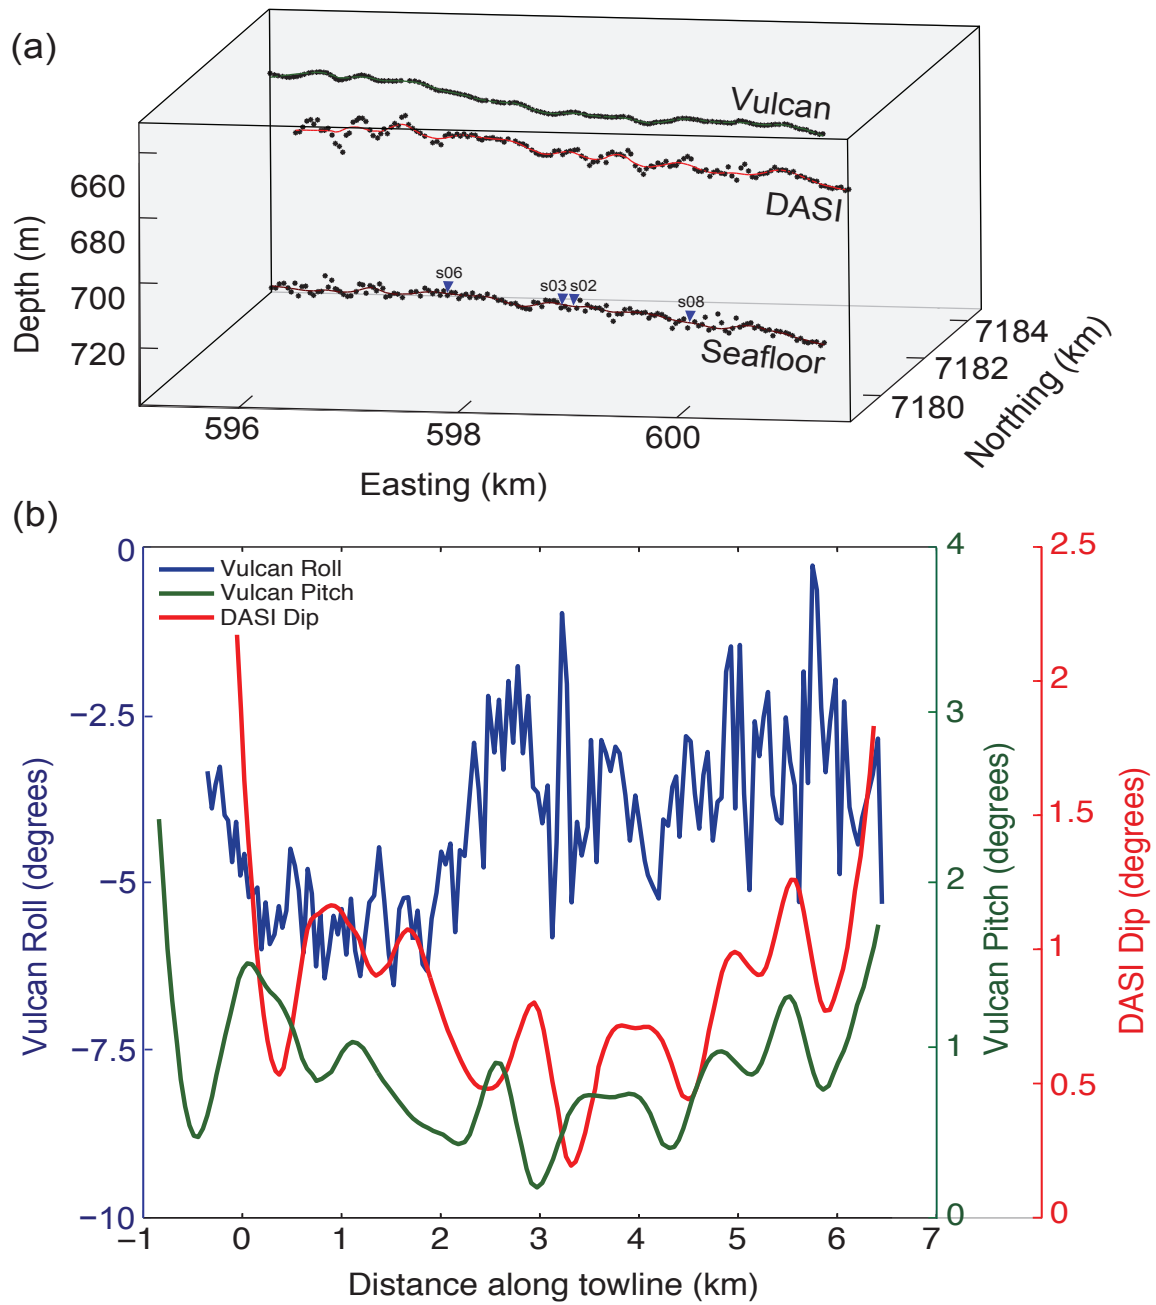 (a)
Vulcan
DASI
s06
s03 s02
s08
Seafloor
660
680
700
720
Depth (m)
596
598
600
Easting (km)
7184
7182
7180
Northing (km)
(b)
Vulcan Roll
Vulcan Pitch
DASI Dip
0
−2.5
−5
−7.5
−10
Vulcan Roll (degrees)
4
3
2
1
0
Vulcan Pitch (degrees)
2.5
2
1.5
1
0.5
0
DASI Dip (degrees)
−1 0 1 2 3 4 5 6 7
Distance along towline (km)